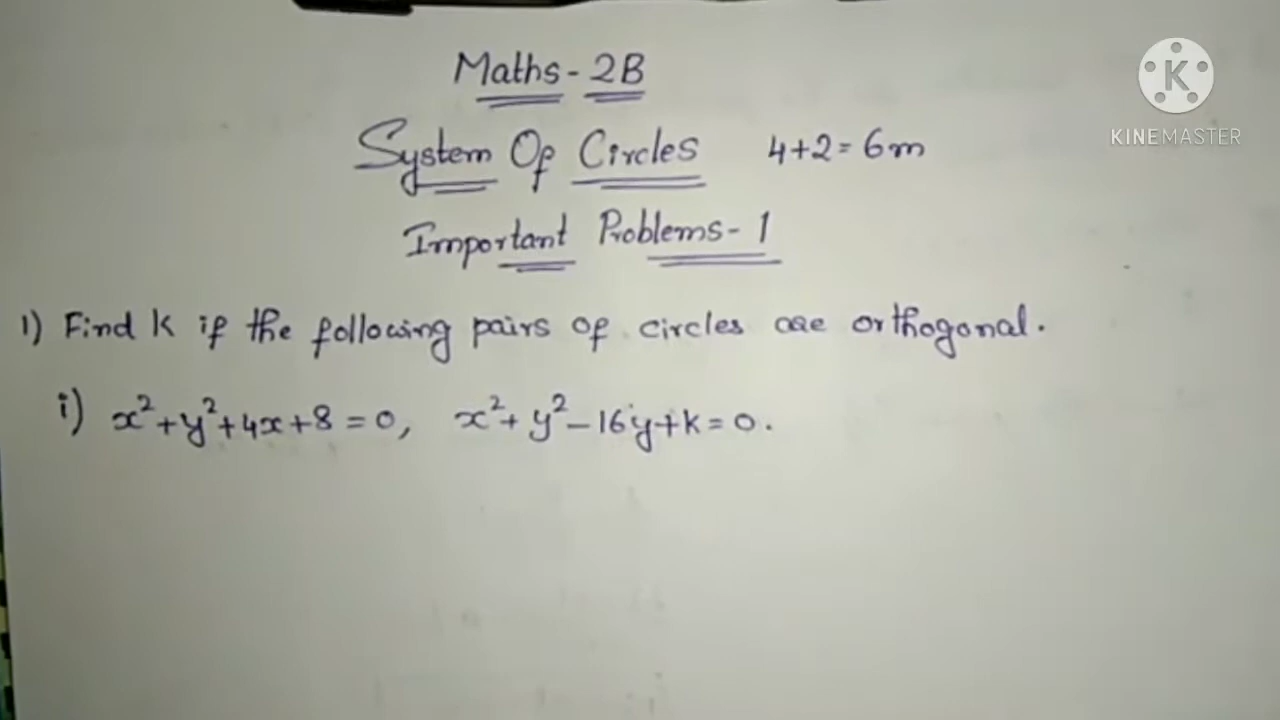 Maths - 2B
System Of Circles 4+2=6m
Important Problems - 1
1) Find k if the following pairs of circles are orthogonal.
i) x²+y²+4x+8=0, x²+y²-16y+k=0.
K
KINEMASTER